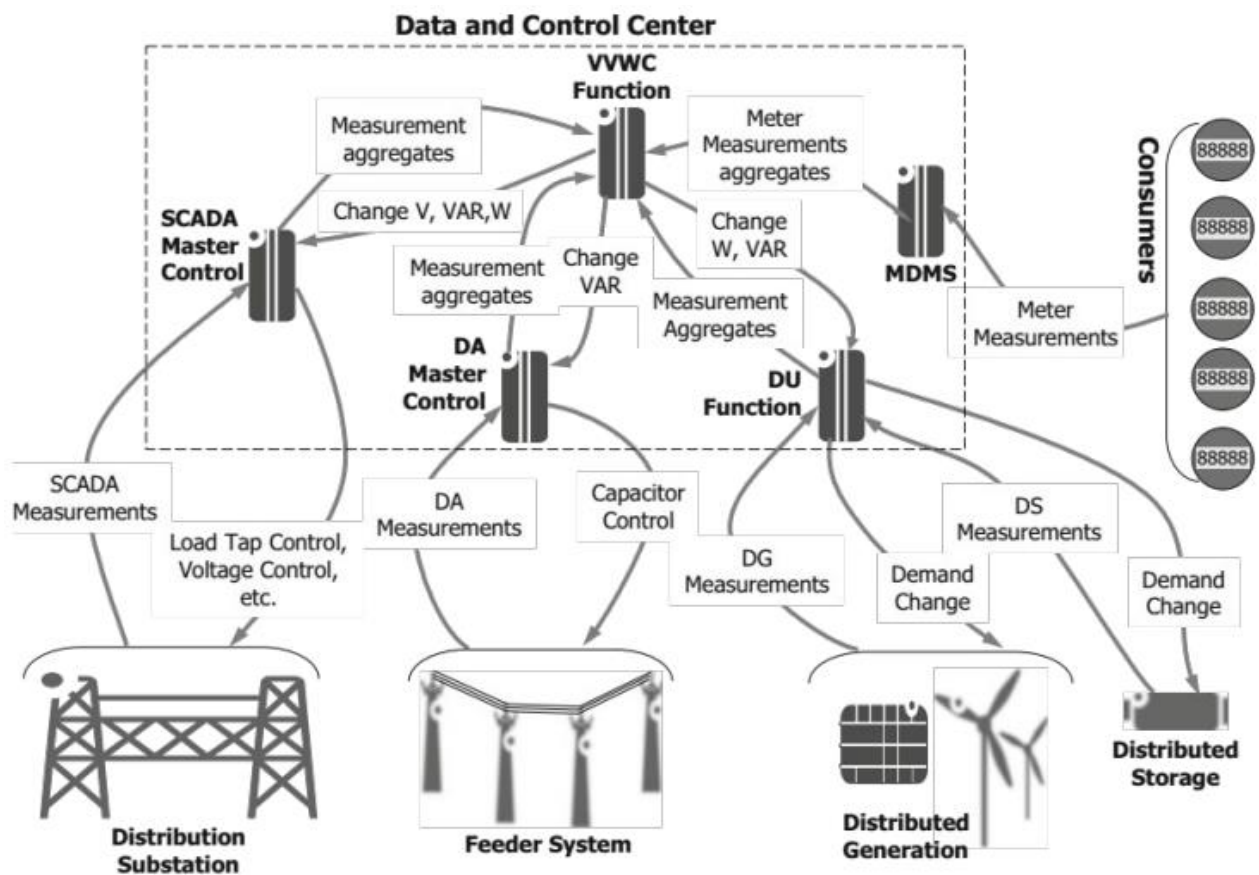 Data and Control Center
VVWC
Function
Measurement
aggregates
Meter
Measurements
aggregates
Consumers
88888
88888
88888
88888
88888
SCADA
Master
Control
Change V, VAR,W
Change
W, VAR
MDMS
Measurement
aggregates
Change
VAR
Measurement
Aggregates
Meter
Measurements
DA
Master
Control
DU
Function
SCADA
Measurements
DA
Measurements
Capacitor
Control
DS
Measurements
Load Tap Control,
Voltage Control,
etc.
DG
Measurements
Demand
Change
Demand
Change
Distribution
Substation
Feeder System
Distributed
Generation
Distributed
Storage